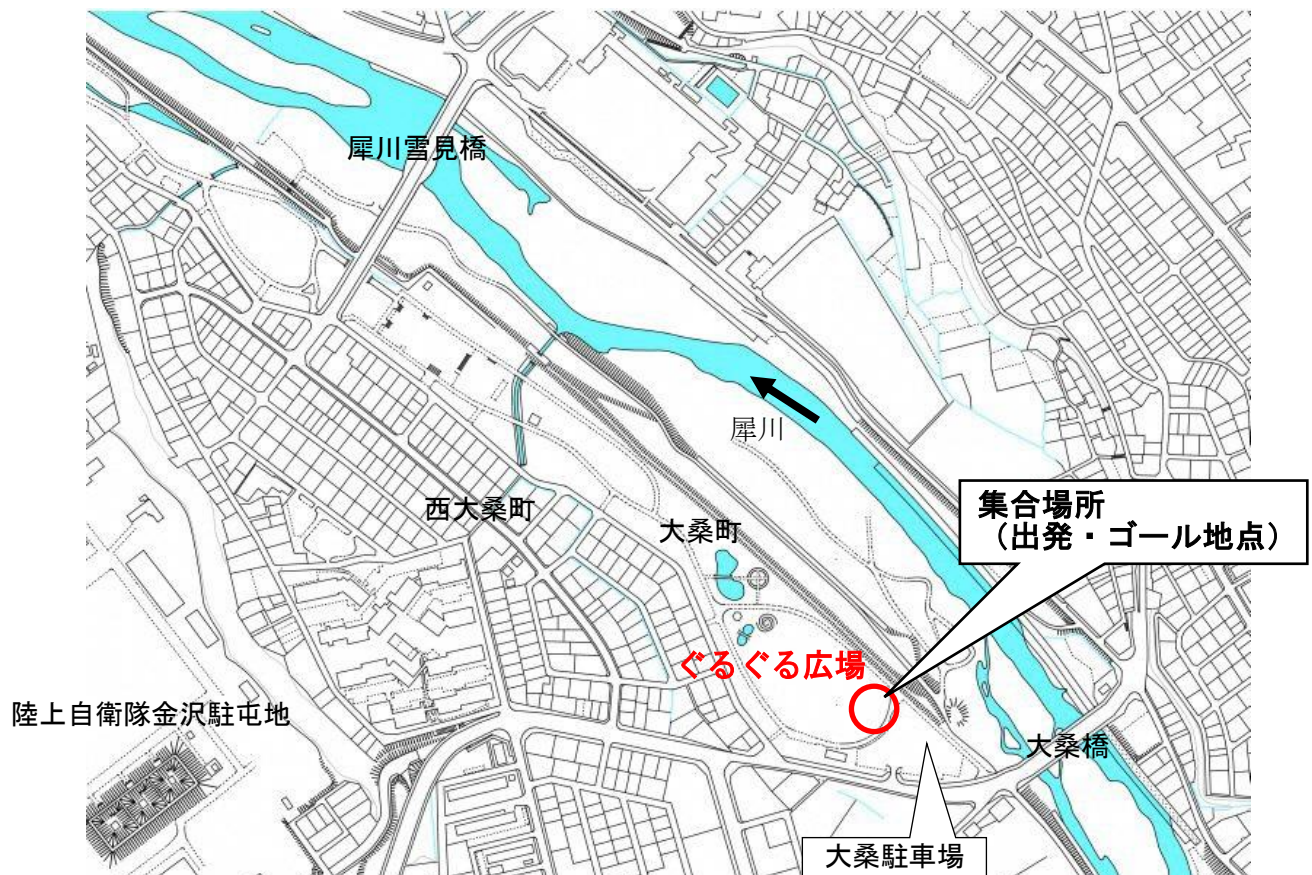 犀川雪見橋
犀川
集合場所
（出発・ゴール地点）
西大桑町
大桑町
ぐるぐる広場
陸上自衛隊金沢駐屯地
大桑橋
大桑駐車場